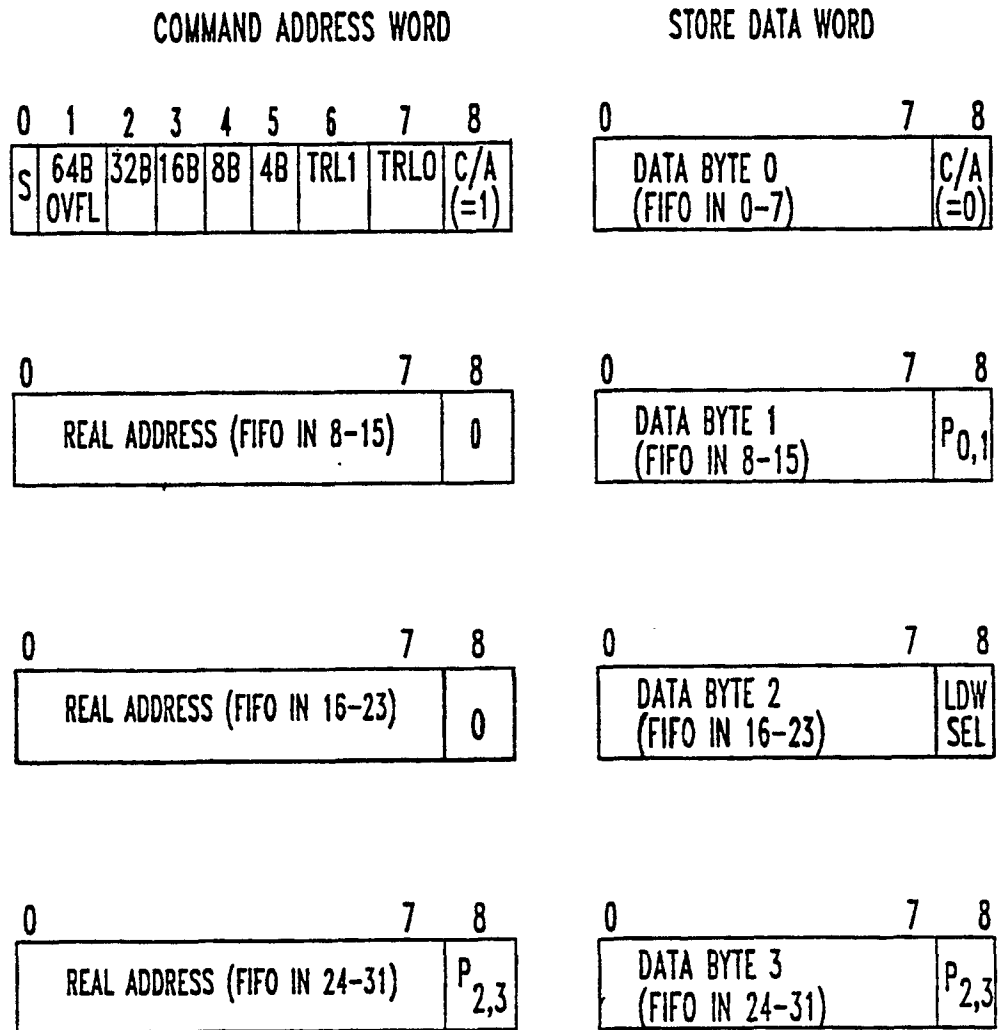 COMMAND ADDRESS WORD
STORE DATA WORD
0 1 2 3 4 5 6 7 8
S 64B OVFL 32B 16B 8B 4B TRL1 TRL0 C/A (=1)
0 7 8
DATA BYTE 0 C/A
(FIFO IN 0-7) (=0)
0 7 8
REAL ADDRESS (FIFO IN 8-15) 0
0 7 8
DATA BYTE 1 P0,1
(FIFO IN 8-15)
0 7 8
REAL ADDRESS (FIFO IN 16-23) 0
0 7 8
DATA BYTE 2 LDW
(FIFO IN 16-23) SEL
0 7 8
REAL ADDRESS (FIFO IN 24-31) P2,3
0 7 8
DATA BYTE 3 P2,3
(FIFO IN 24-31)